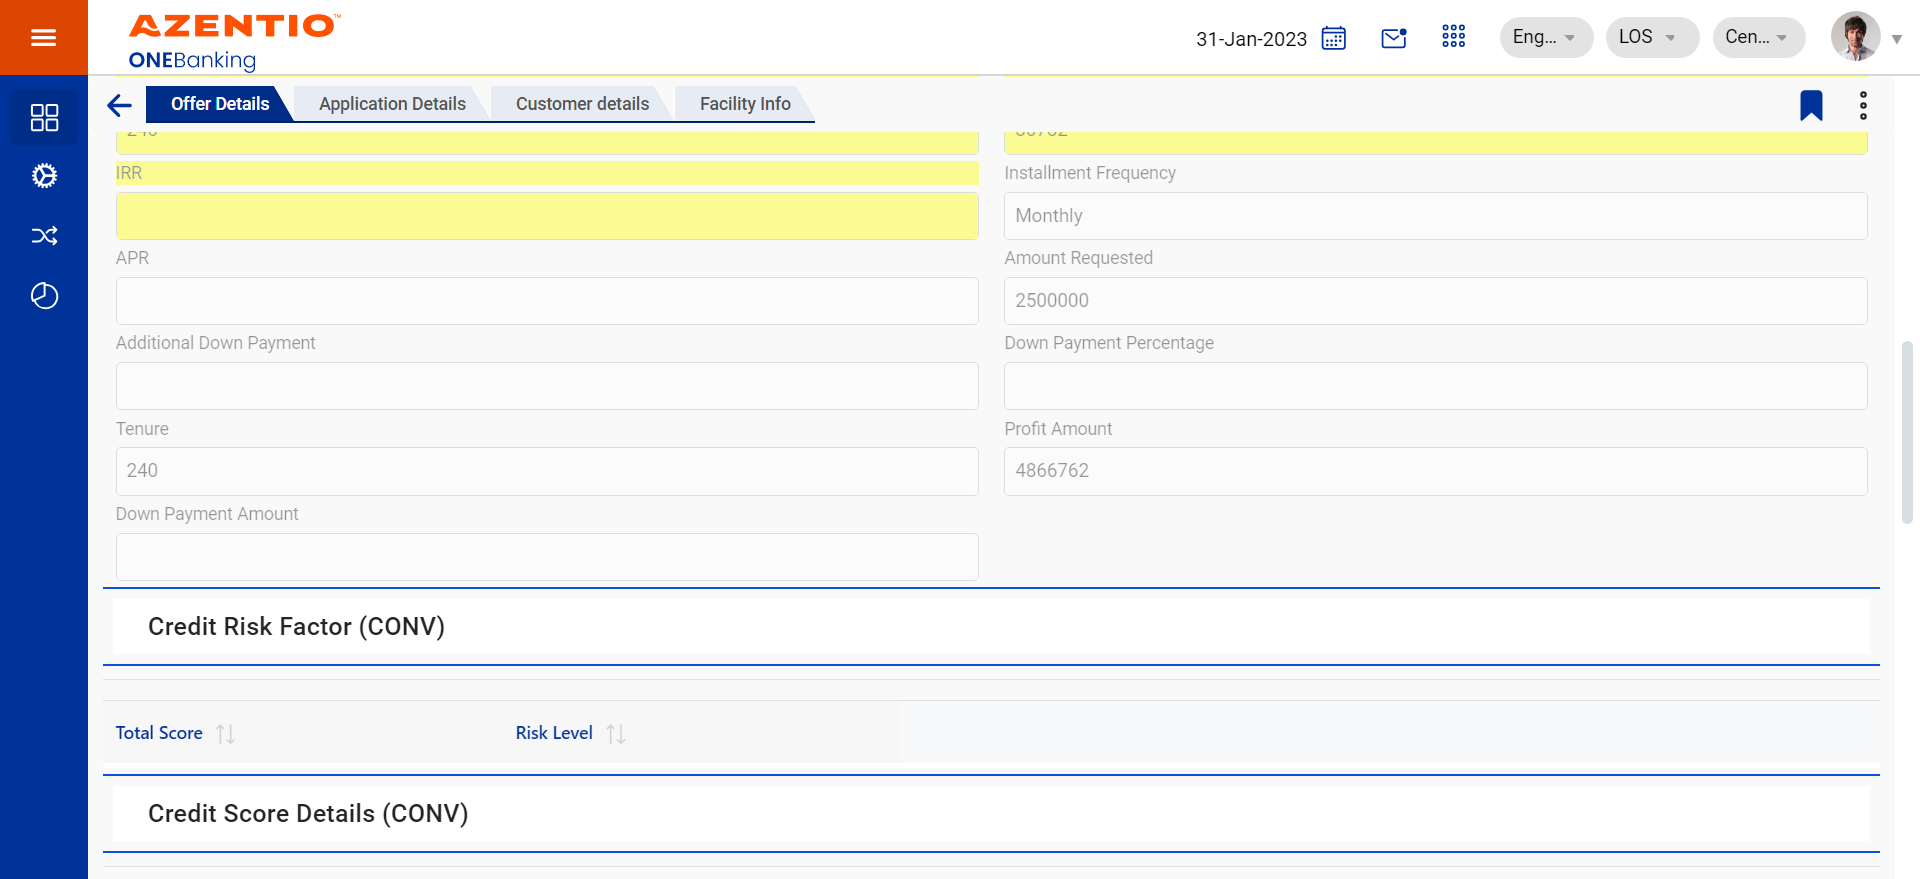 AZENTIO™
ONEBanking
31-Jan-2023
Eng...
LOS
Cen...
Offer Details
Application Details
Customer details
Facility Info
IRR
Installment Frequency
Monthly
APR
Amount Requested
2500000
Additional Down Payment
Down Payment Percentage
Tenure
Profit Amount
240
4866762
Down Payment Amount
Credit Risk Factor (CONV)
Total Score
Risk Level
Credit Score Details (CONV)